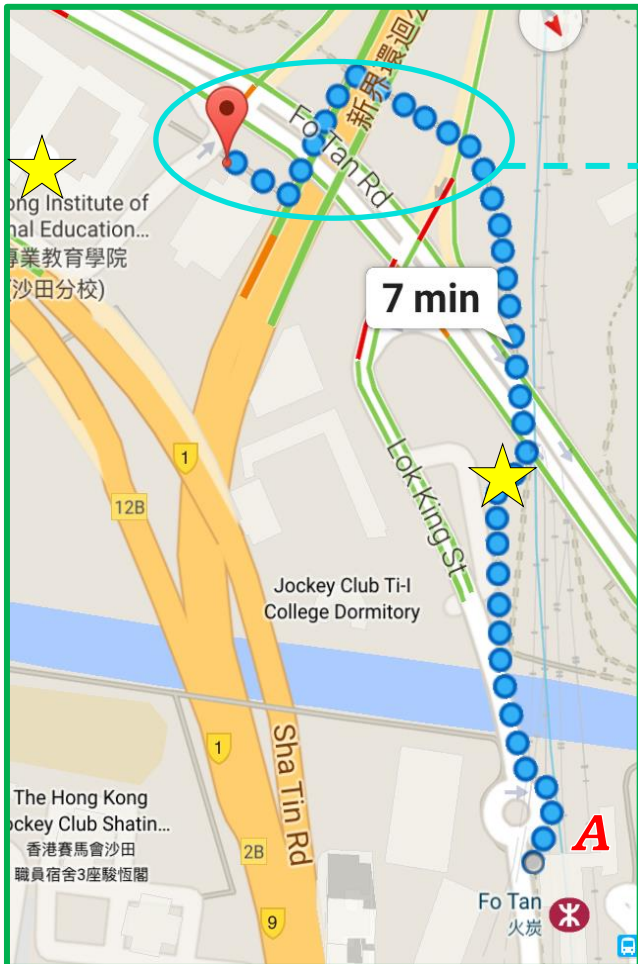 新界環迴公
Fo Tan Rd
ong Institute of
nal Education...
專業教育學院
(沙田分校)
7 min
1
12B
Lok King St
Jockey Club Ti-I
College Dormitory
1
Sha Tin Rd
The Hong Kong
ockey Club Shatin...
香港賽馬會沙田
職員宿舍3座駿恆閣
2B
A
9
Fo Tan
火炭